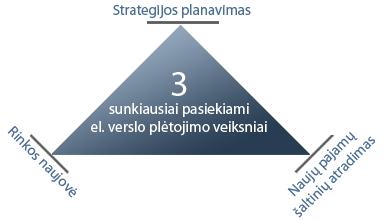 Strategijos planavimas
3
sunkiausiai pasiekiami
el. verslo plėtojimo veiksniai
Rinkos naujovė
Naujų pajamų
šaltinių atradimas